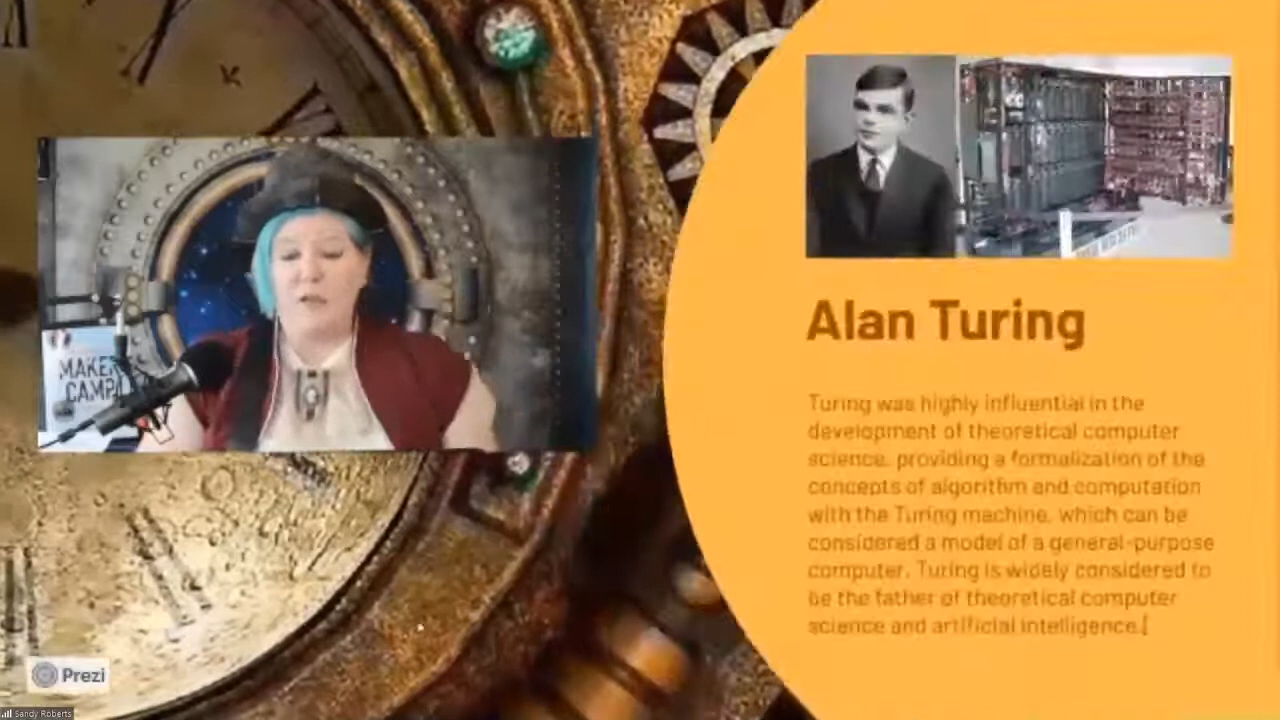 MAKER
CAMP
Alan Turing
Turing was highly influential in the
development of theoretical computer
science, providing a formalization of the
concepts of algorithm and computation
with the Turing machine, which can be
considered a model of a general-purpose
computer. Turing is widely considered to
be the father of theoretical computer
science and artificial intelligence.[
Prezi
Sandy Roberts